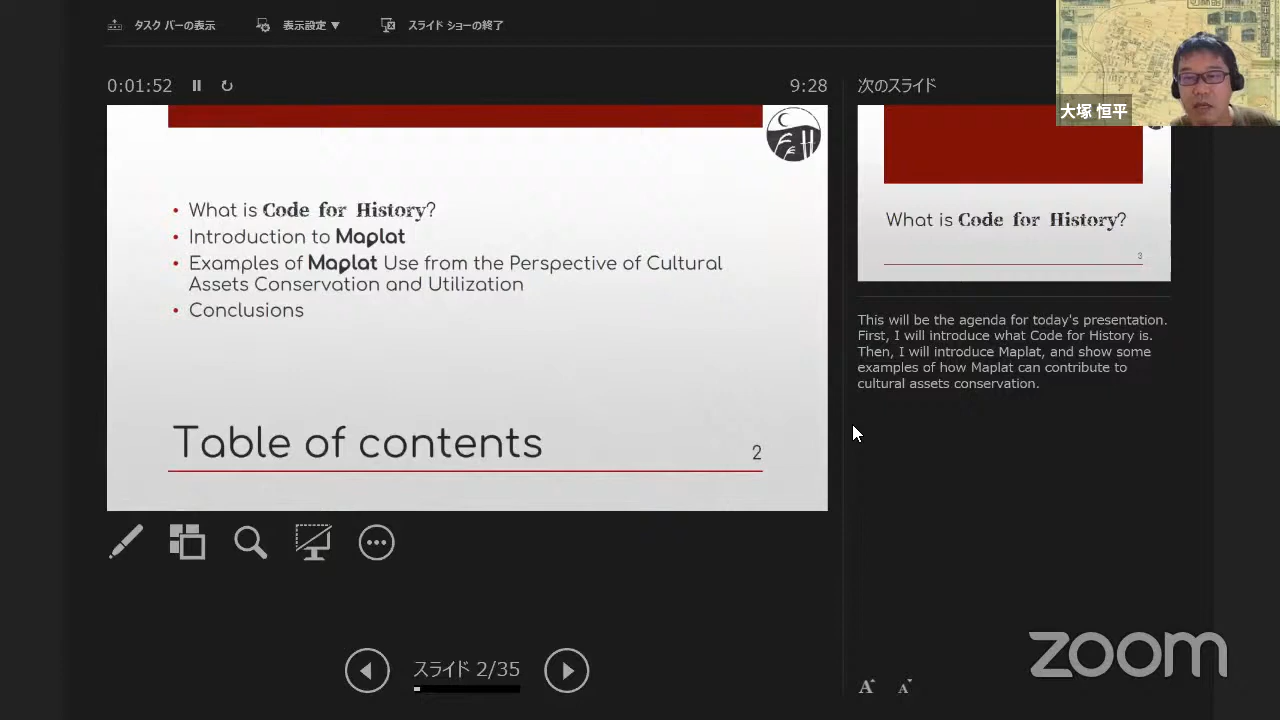 タスク バーの表示
表示設定 ▼
スライド ショーの終了
大塚 恒平
0:01:52
9:28
次のスライド
• What is Code for History?
• Introduction to Maplat
• Examples of Maplat Use from the Perspective of Cultural
Assets Conservation and Utilization
• Conclusions
Table of contents
2
What is Code for History?
3
This will be the agenda for today's presentation.
First, I will introduce what Code for History is.
Then, I will introduce Maplat, and show some
examples of how Maplat can contribute to
cultural assets conservation.
スライド 2/35
A A
zoom